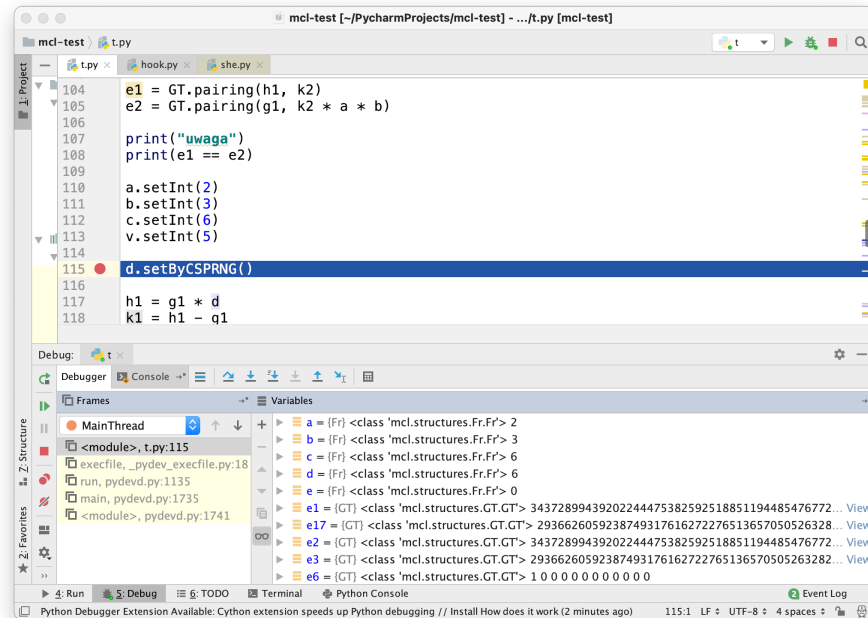 mcl-test [~/PycharmProjects/mcl-test] - .../t.py [mcl-test]
mcl-test t.py t
1: Project
t.py hook.py she.py
104 e1 = GT.pairing(h1, k2)
105 e2 = GT.pairing(g1, k2 * a * b)
106
107 print("uwaga")
108 print(e1 == e2)
109
110 a.setInt(2)
111 b.setInt(3)
112 c.setInt(6)
113 v.setInt(5)
114
115 d.setByCSPRNG()
116
117 h1 = g1 * d
118 k1 = h1 - g1
Debug: t
Debugger Console
Frames
MainThread
<module>, t.py:115
execfile, _pydev_execfile.py:18
run, pydevd.py:1135
main, pydevd.py:1735
<module>, pydevd.py:1741
Variables
a = {Fr} <class 'mcl.structures.Fr.Fr'> 2
b = {Fr} <class 'mcl.structures.Fr.Fr'> 3
c = {Fr} <class 'mcl.structures.Fr.Fr'> 6
d = {Fr} <class 'mcl.structures.Fr.Fr'> 6
e = {Fr} <class 'mcl.structures.Fr.Fr'> 0
e1 = {GT} <class 'mcl.structures.GT.GT'> 34372899439202244475382592518851194485476772... View
e17 = {GT} <class 'mcl.structures.GT.GT'> 2936626059238749317616272276513657050526328... View
e2 = {GT} <class 'mcl.structures.GT.GT'> 34372899439202244475382592518851194485476772... View
e3 = {GT} <class 'mcl.structures.GT.GT'> 29366260592387493176162722765136570505263282... View
e6 = {GT} <class 'mcl.structures.GT.GT'> 1 0 0 0 0 0 0 0 0 0 0 0
Z: Structure
2: Favorites
4: Run 5: Debug 6: TODO Terminal Python Console 2 Event Log
Python Debugger Extension Available: Cython extension speeds up Python debugging // Install How does it work (2 minutes ago) 115:1 LF UTF-8 4 spaces